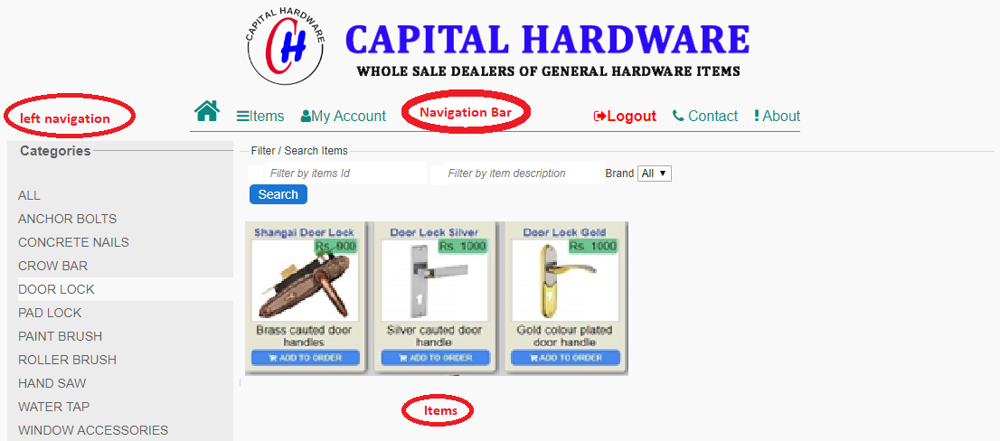 CAPITAL HARDWARE
CH
CAPITAL HARDWARE
WHOLE SALE DEALERS OF GENERAL HARDWARE ITEMS
left navigation
Items
My Account
Navigation Bar
Logout
Contact
About
Categories
ALL
ANCHOR BOLTS
CONCRETE NAILS
CROW BAR
DOOR LOCK
PAD LOCK
PAINT BRUSH
ROLLER BRUSH
HAND SAW
WATER TAP
WINDOW ACCESSORIES
Filter / Search Items
Filter by items Id
Filter by item description
Brand All
Search
Shangai Door Lock
Rs. 900
Brass cauted door
handles
ADD TO ORDER
Door Lock Silver
Rs. 1000
Silver cauted door
handle
ADD TO ORDER
Door Lock Gold
Rs. 1000
Gold colour plated
door handle
ADD TO ORDER
Items